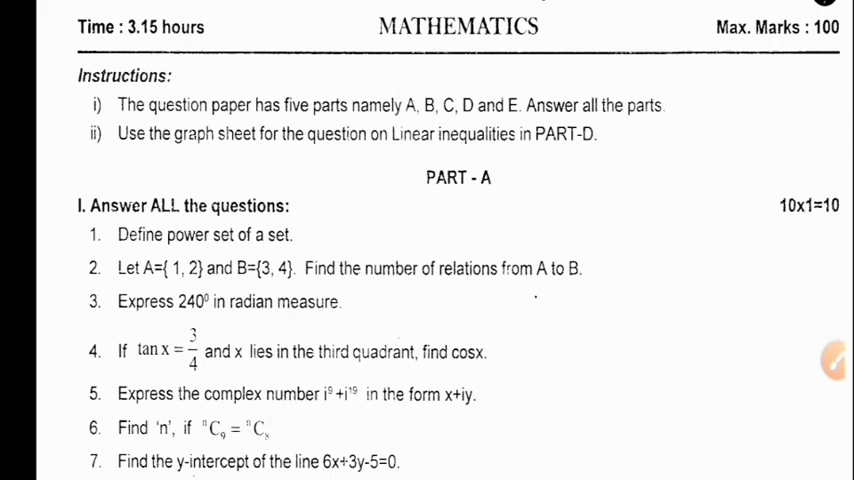 Time : 3.15 hours MATHEMATICS Max. Marks : 100
Instructions:
i) The question paper has five parts namely A, B, C, D and E. Answer all the parts.
ii) Use the graph sheet for the question on Linear inequalities in PART-D.
PART - A
I. Answer ALL the questions: 10x1=10
1. Define power set of a set.
2. Let A={ 1, 2} and B={3, 4}. Find the number of relations from A to B.
3. Express 240⁰ in radian measure.
4. If tan x = 3/4 and x lies in the third quadrant, find cosx.
5. Express the complex number i⁹ +i¹⁹ in the form x+iy.
6. Find ‘n’, if ⁿC₉ = ⁿC₈
7. Find the y-intercept of the line 6x+3y-5=0.